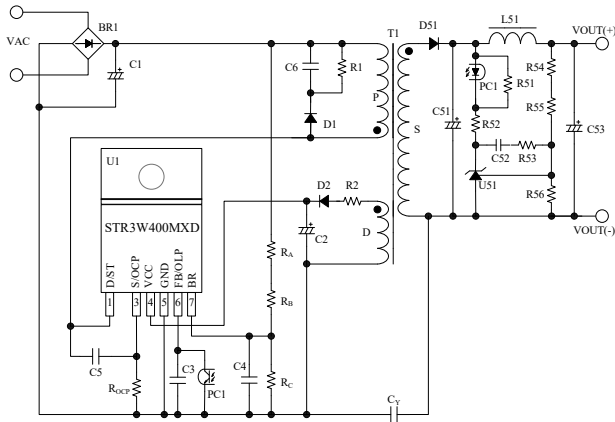 BR1
VAC
C1
C6
R1
D1
P
T1
S
D51
L51
VOUT(+)
PC1
R51
R54
R55
C51
R52
C52
R53
C53
U51
R56
VOUT(-)
U1
STR3W400MXD
D/ST
S/OCP
VCC
GND
FB/OLP
BR
1
3
4
5
6
7
D2
R2
C2
D
RA
RB
RC
C5
ROCP
C3
PC1
C4
CY